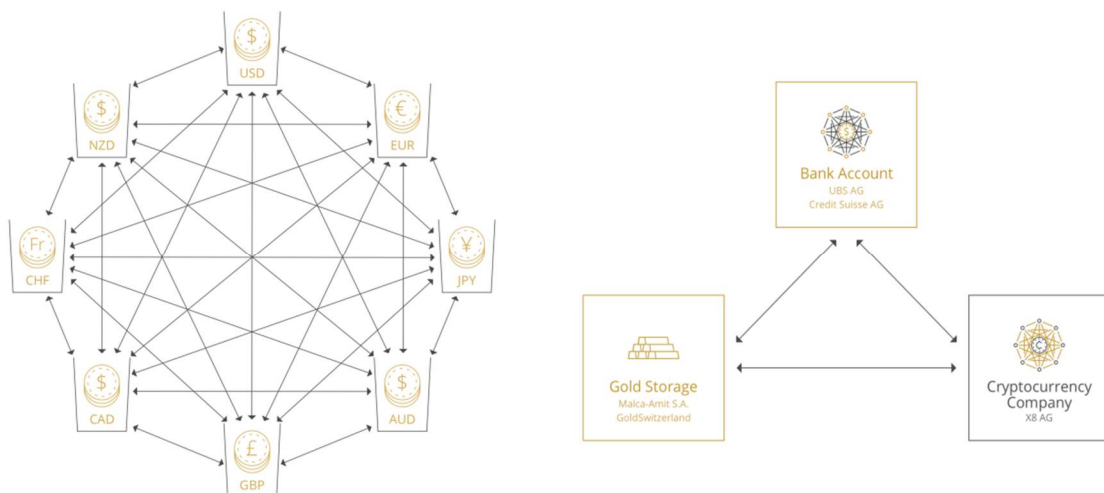 $
USD
$
NZD
€
EUR
Fr
CHF
¥
JPY
$
CAD
$
AUD
£
GBP
$
Bank Account
UBS AG
Credit Suisse AG
Gold Storage
Malca-Amit S.A.
GoldSwitzerland
C
Cryptocurrency
Company
X8 AG